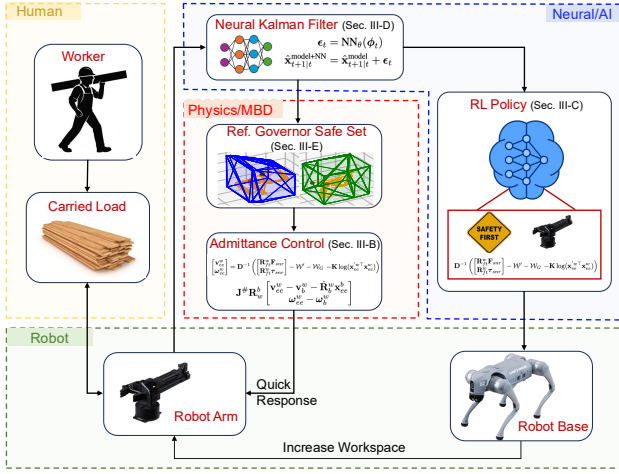 Human
Neural/AI
Worker
Carried Load
Neural Kalman Filter (Sec. III-D)
ϵ_t = NN_θ(ϕ_t)
x̂^{model+NN}_{t+1|t} = x̂^{model}_{t+1|t} + ϵ_t
Physics/MBD
Ref. Governor Safe Set
(Sec. III-E)
Admittance Control (Sec. III-B)
RL Policy (Sec. III-C)
SAFETY
FIRST
Robot
Robot Arm
Quick
Response
Robot Base
Increase Workspace